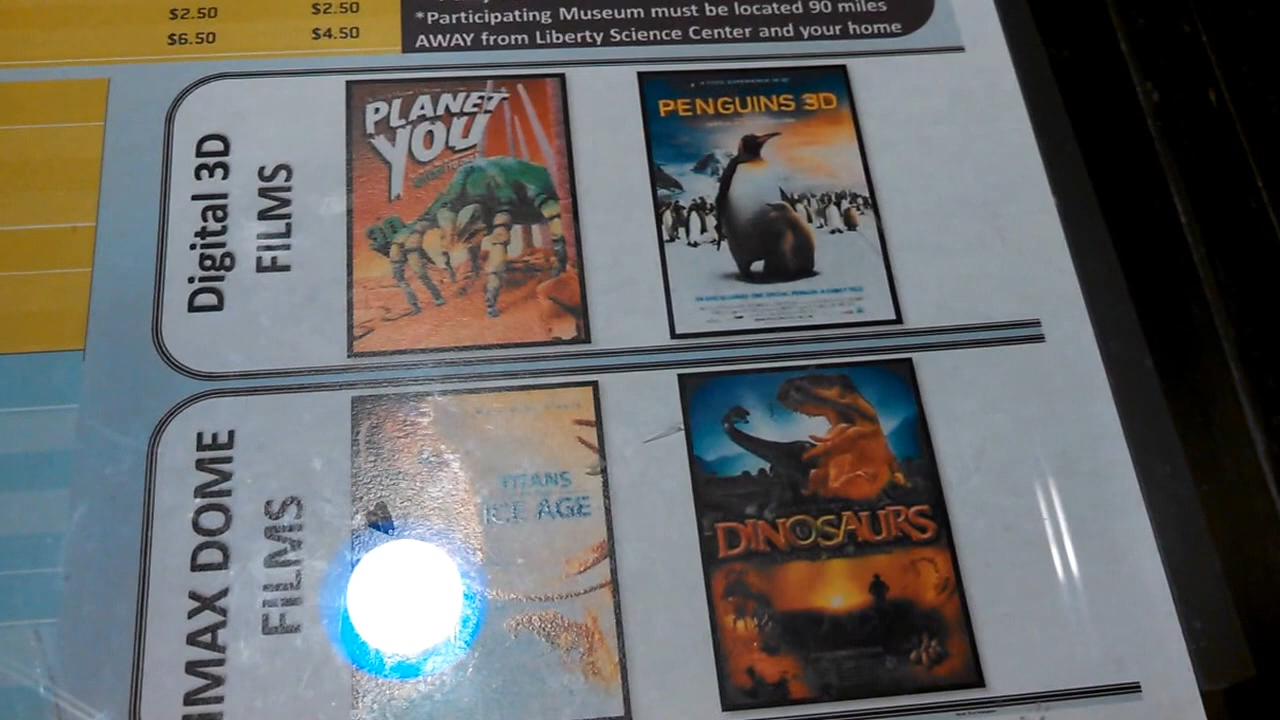 $2.50 $2.50
$6.50 $4.50
*Participating Museum must be located 90 miles
AWAY from Liberty Science Center and your home
Digital 3D
FILMS
PLANET
YOU
PENGUINS 3D
IMAX DOME
FILMS
TITANS
ICE AGE
DINOSAURS